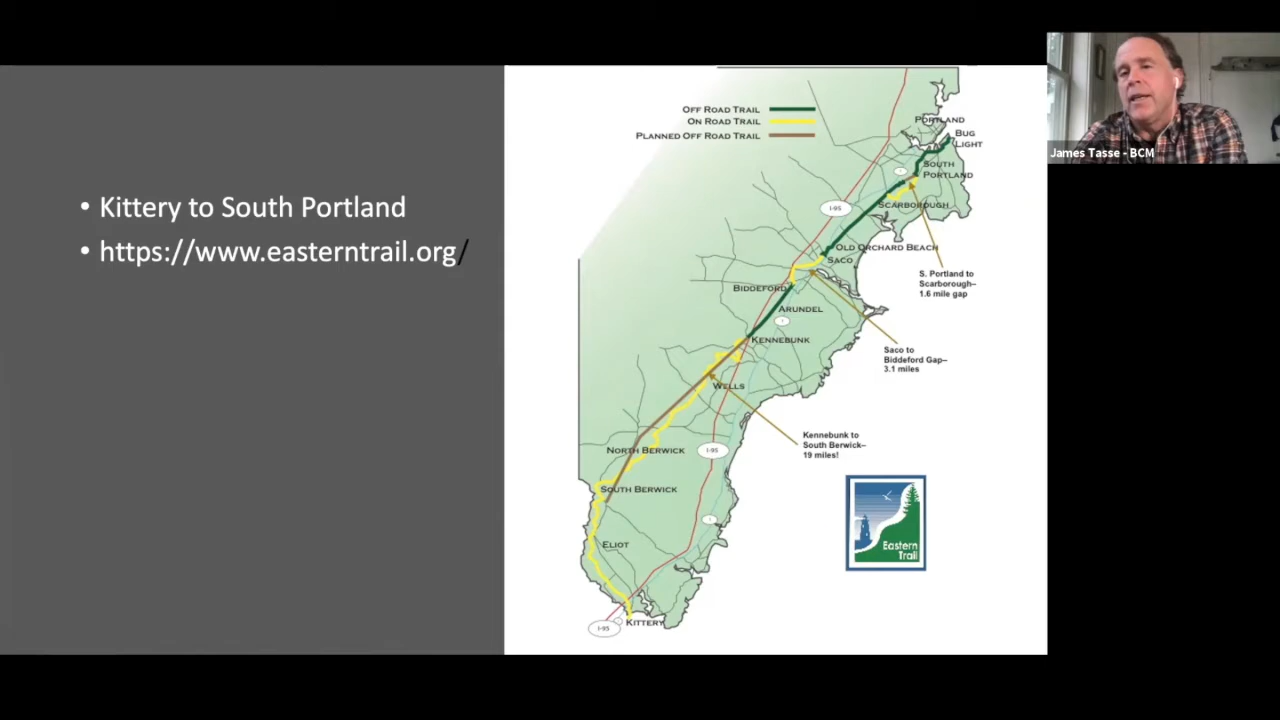 • Kittery to South Portland
• https://www.easterntrail.org/
OFF ROAD TRAIL
ON ROAD TRAIL
PLANNED OFF ROAD TRAIL
PORTLAND
BUG
LIGHT
SOUTH
PORTLAND
SCARBOROUGH
I-95
OLD ORCHARD BEACH
SACO
S. Portland to
Scarborough–
1.6 mile gap
BIDDEFORD
ARUNDEL
KENNEBUNK
Saco to
Biddeford Gap–
3.1 miles
WELLS
Kennebunk to
South Berwick–
19 miles!
NORTH BERWICK
I-95
SOUTH BERWICK
ELIOT
KITTERY
I-95
Eastern
Trail
James Tasse - BCM